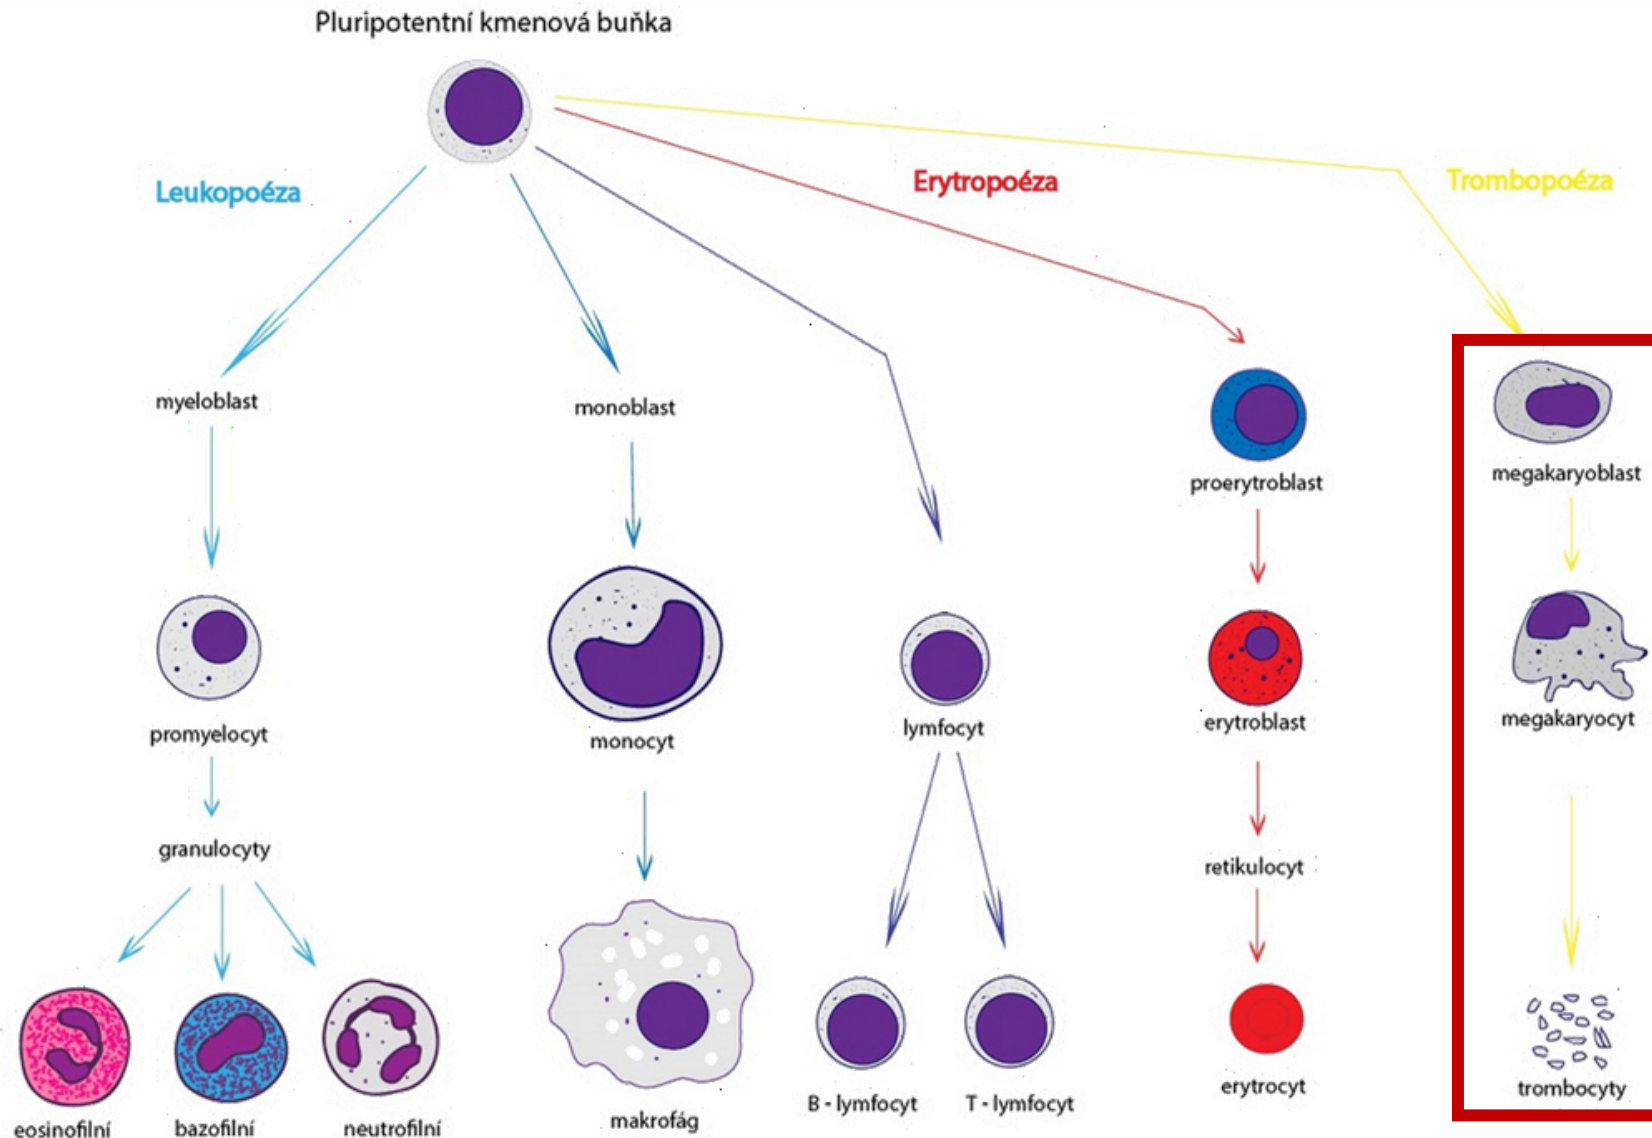 Pluripotentní kmenová buňka
Leukopoéza
Erytropoéza
Trombopoéza
myeloblast
monoblast
proerytroblast
megakaryoblast
promyelocyt
monocyt
lymfocyt
erytroblast
megakaryocyt
granulocyty
retikulocyt
eosinofilní
bazofilní
neutrofilní
makrofág
B - lymfocyt
T - lymfocyt
erytrocyt
trombocyty